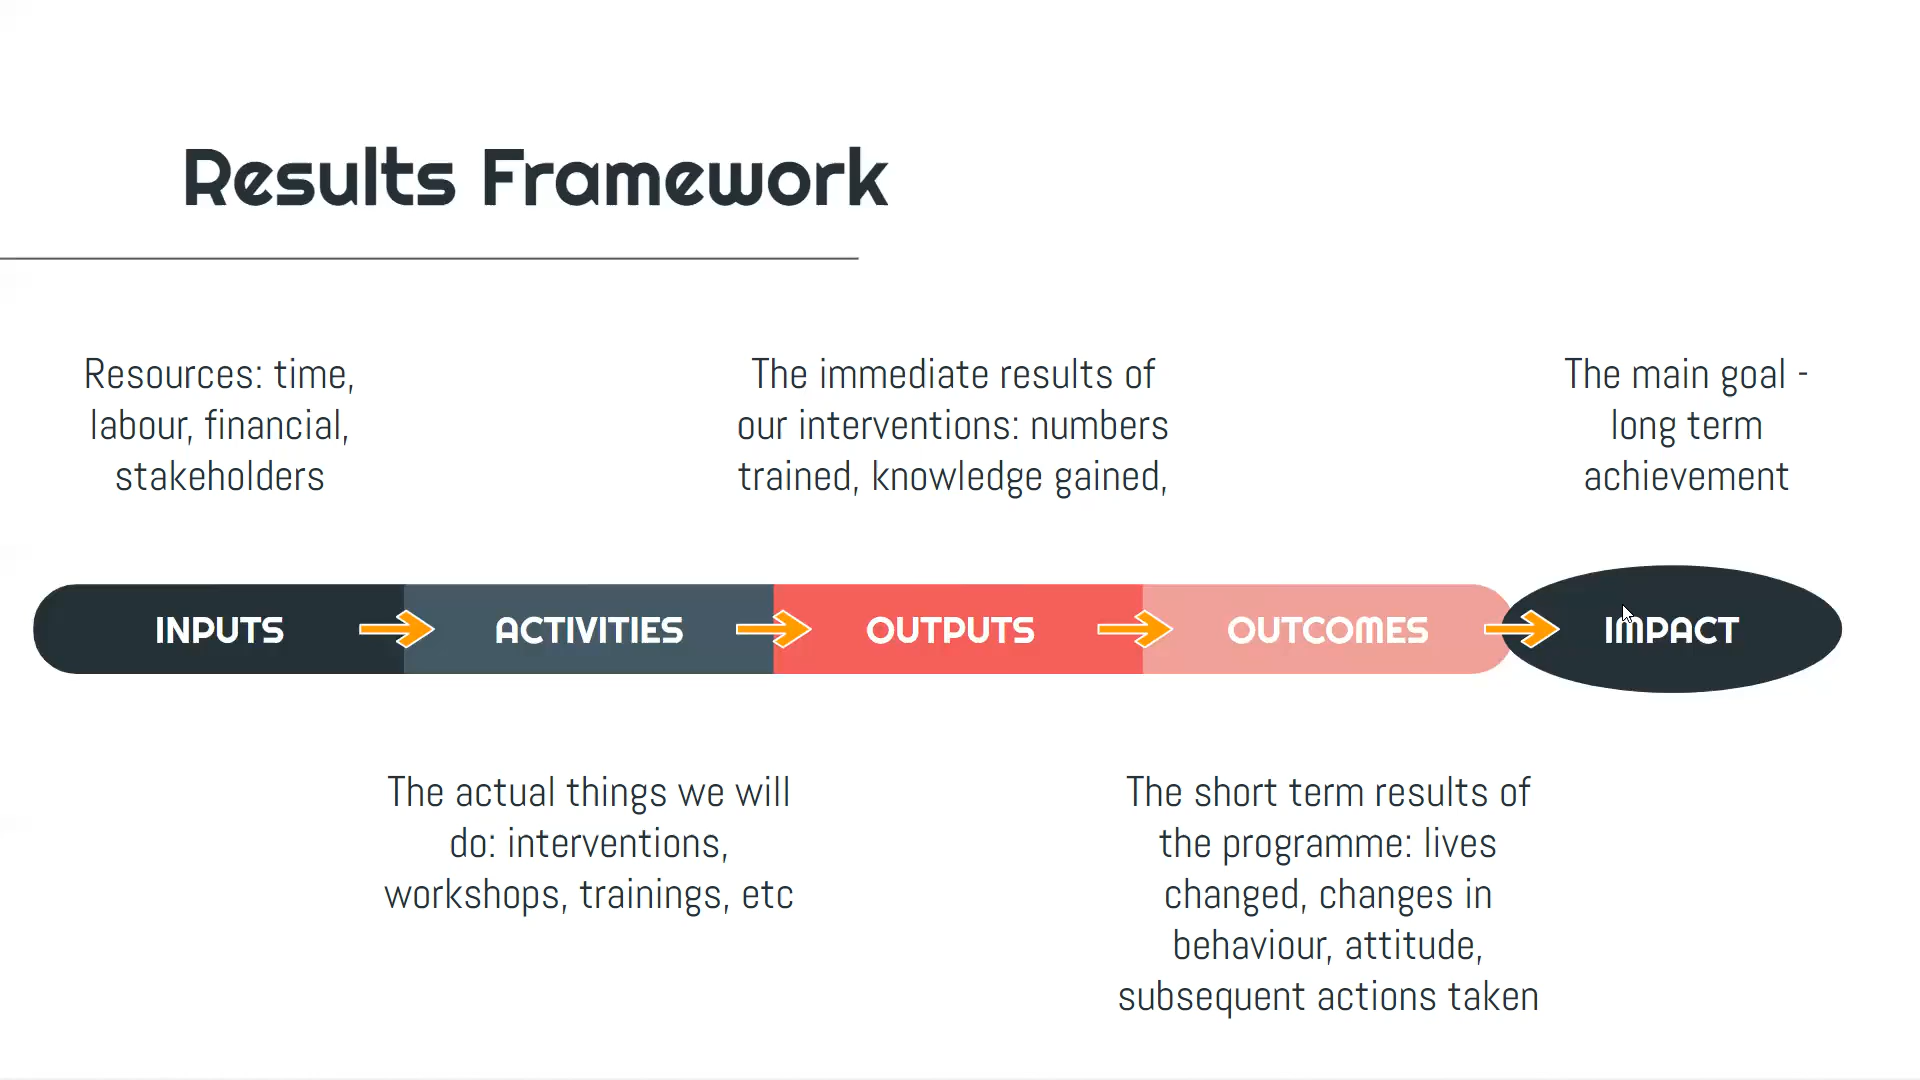 Results Framework
Resources: time,
labour, financial,
stakeholders
The immediate results of
our interventions: numbers
trained, knowledge gained,
The main goal -
long term
achievement
INPUTS
ACTIVITIES
OUTPUTS
OUTCOMES
IMPACT
The actual things we will
do: interventions,
workshops, trainings, etc
The short term results of
the programme: lives
changed, changes in
behaviour, attitude,
subsequent actions taken